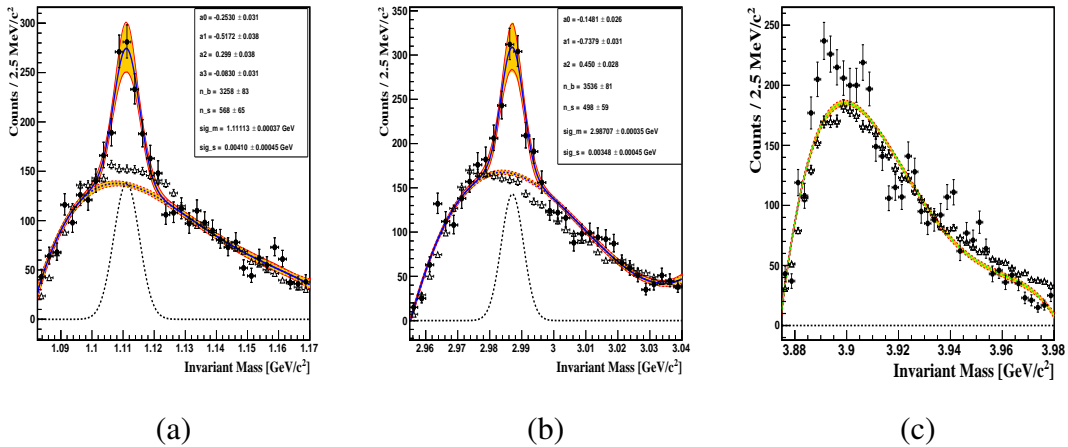 Counts / 2.5 MeV/c²
300
250
200
150
100
50
0
a0 = -0.2530 ± 0.031
a1 = -0.5172 ± 0.038
a2 = 0.299 ± 0.038
a3 = -0.0830 ± 0.031
n_b = 3258 ± 83
n_s = 568 ± 65
sig_m = 1.11113 ± 0.00037 GeV
sig_s = 0.00410 ± 0.00045 GeV
1.09 1.1 1.11 1.12 1.13 1.14 1.15 1.16 1.17
Invariant Mass [GeV/c²]
(a)
Counts / 2.5 MeV/c²
350
300
250
200
150
100
50
0
a0 = -0.1481 ± 0.026
a1 = -0.7379 ± 0.031
a2 = 0.450 ± 0.028
n_b = 3536 ± 81
n_s = 498 ± 59
sig_m = 2.98707 ± 0.00035 GeV
sig_s = 0.00348 ± 0.00045 GeV
2.96 2.97 2.98 2.99 3 3.01 3.02 3.03 3.04
Invariant Mass [GeV/c²]
(b)
Counts / 2.5 MeV/c²
250
200
150
100
50
0
3.88 3.9 3.92 3.94 3.96 3.98
Invariant Mass [GeV/c²]
(c)